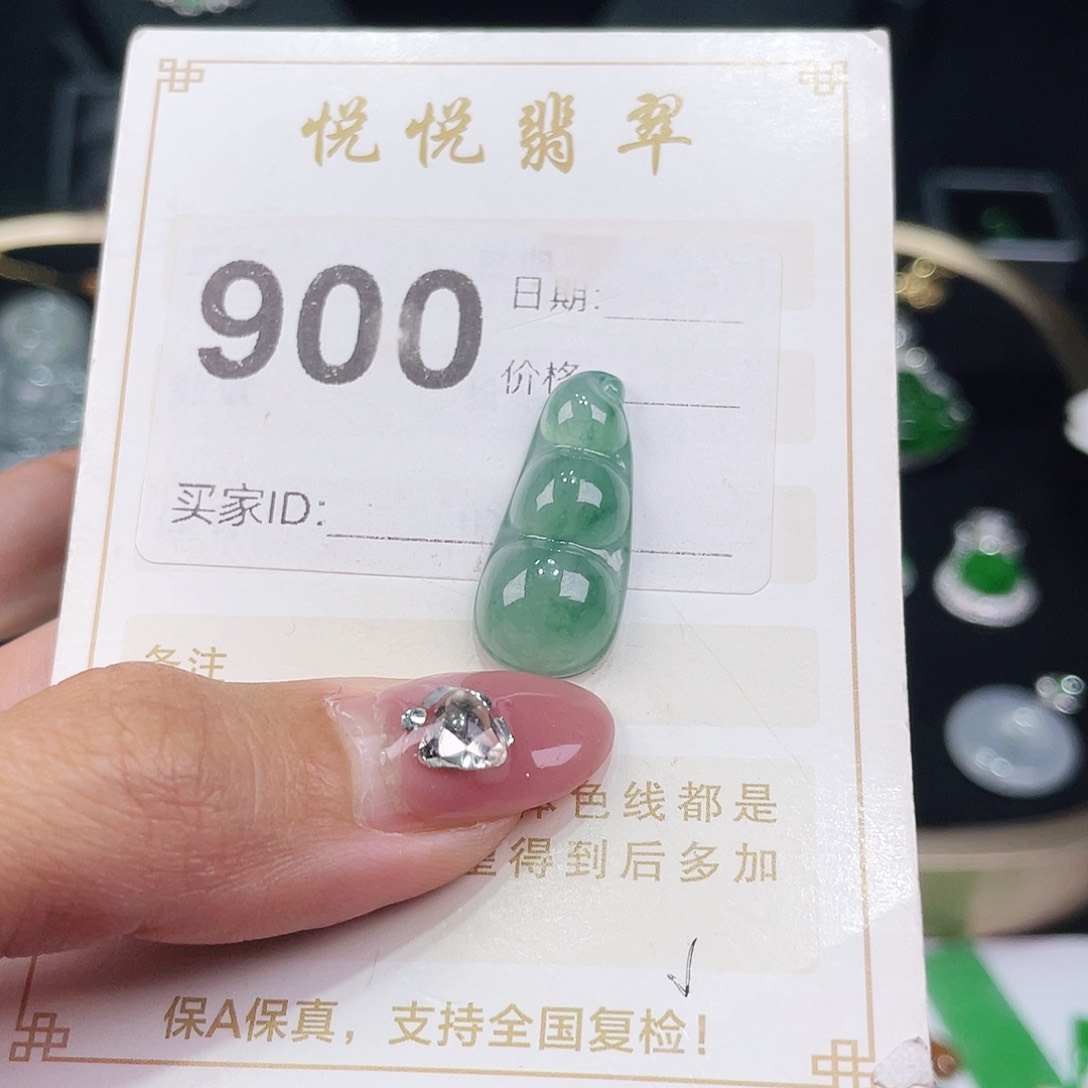 悦悦翡翠
900
日期:
价格
买家ID:
备注
色线都是
得到后多加
保A保真，支持全国复检！